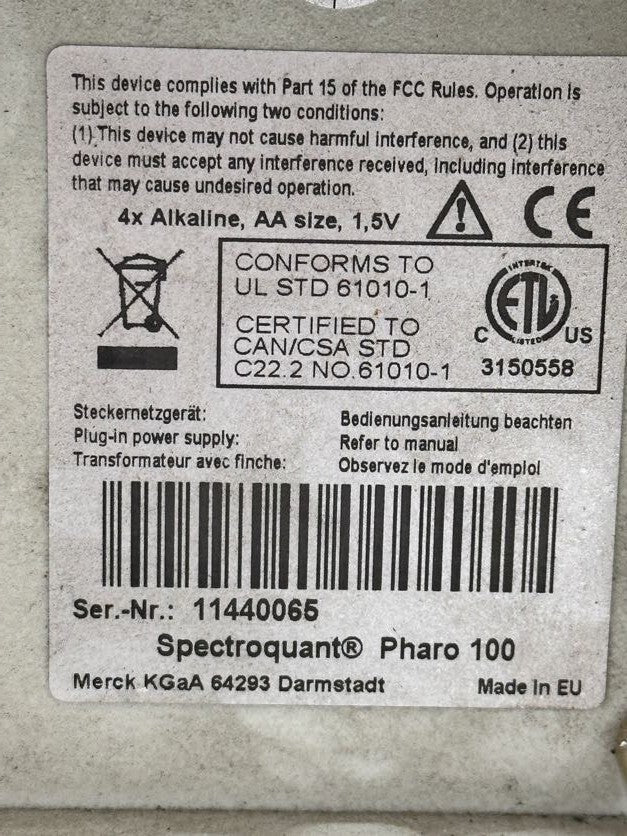 This device complies with Part 15 of the FCC Rules. Operation is
subject to the following two conditions:
(1) This device may not cause harmful interference, and (2) this
device must accept any interference received, including interference
that may cause undesired operation.
4x Alkaline, AA size, 1,5V
CE
CONFORMS TO
UL STD 61010-1
CERTIFIED TO
CAN/CSA STD
C22.2 NO.61010-1
INTERTEK
ETL
LISTED
C US
3150558
Steckernetzgerät:
Plug-in power supply:
Transformateur avec finche:
Bedienungsanleitung beachten
Refer to manual
Observez le mode d'emploi
Ser.-Nr.: 11440065
Spectroquant® Pharo 100
Merck KGaA 64293 Darmstadt
Made in EU